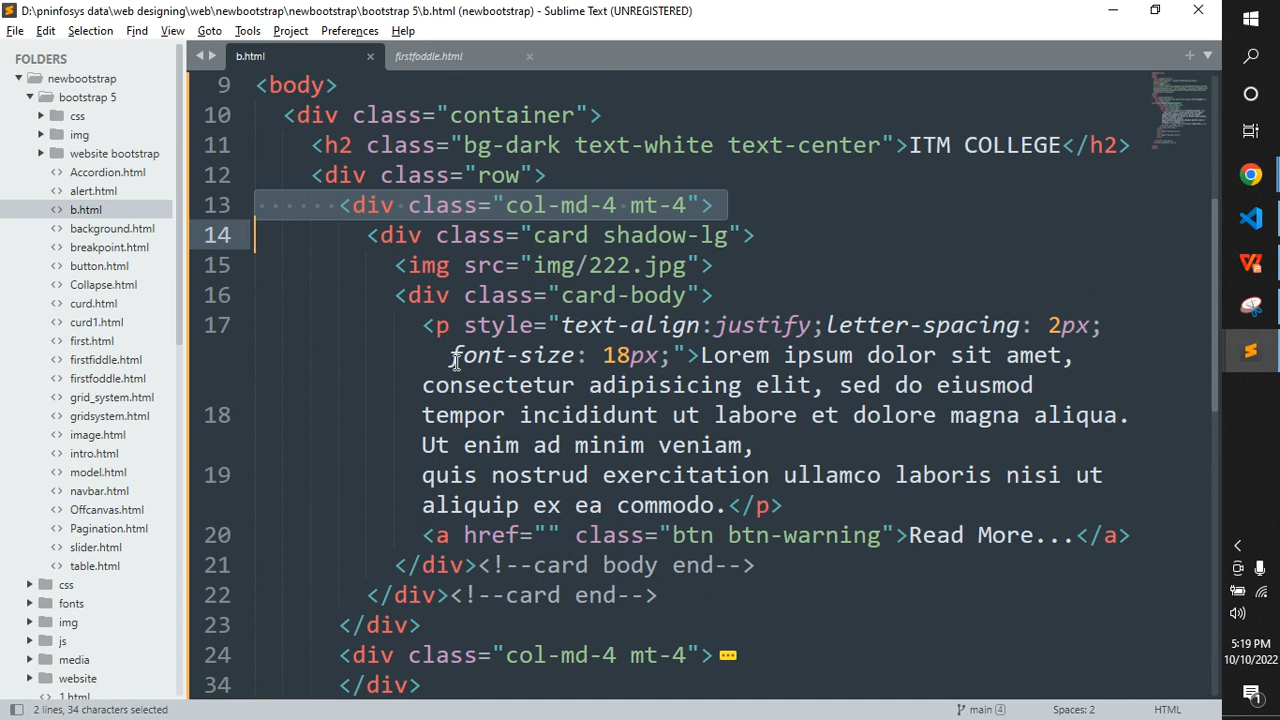 D:\pninfosys data\web designing\web\newbootstrap\newbootstrap\bootstrap 5\b.html (newbootstrap) - Sublime Text (UNREGISTERED)
File Edit Selection Find View Goto Tools Project Preferences Help
FOLDERS
newbootstrap
bootstrap 5
css
img
website bootstrap
Accordion.html
alert.html
b.html
background.html
breakpoint.html
button.html
Collapse.html
curd.html
curd1.html
first.html
firstfiddle.html
firstfoddle.html
grid_system.html
gridsystem.html
image.html
intro.html
model.html
navbar.html
Offcanvas.html
Pagination.html
slider.html
table.html
css
fonts
img
js
media
website
1.html
b.html firstfoddle.html
9 <body>
10 <div class="container">
11 <h2 class="bg-dark text-white text-center">ITM COLLEGE</h2>
12 <div class="row">
13 <div class="col-md-4 mt-4">
14 <div class="card shadow-lg">
15 <img src="img/222.jpg">
16 <div class="card-body">
17 <p style="text-align:justify;letter-spacing: 2px;
font-size: 18px;">Lorem ipsum dolor sit amet,
consectetur adipisicing elit, sed do eiusmod
18 tempor incididunt ut labore et dolore magna aliqua.
Ut enim ad minim veniam,
19 quis nostrud exercitation ullamco laboris nisi ut
aliquip ex ea commodo.</p>
20 <a href="" class="btn btn-warning">Read More...</a>
21 </div><!--card body end-->
22 </div><!--card end-->
23 </div>
24 <div class="col-md-4 mt-4">
34 </div>
2 lines, 34 characters selected
main 4
Spaces: 2
HTML
5:19 PM
10/10/2022
1